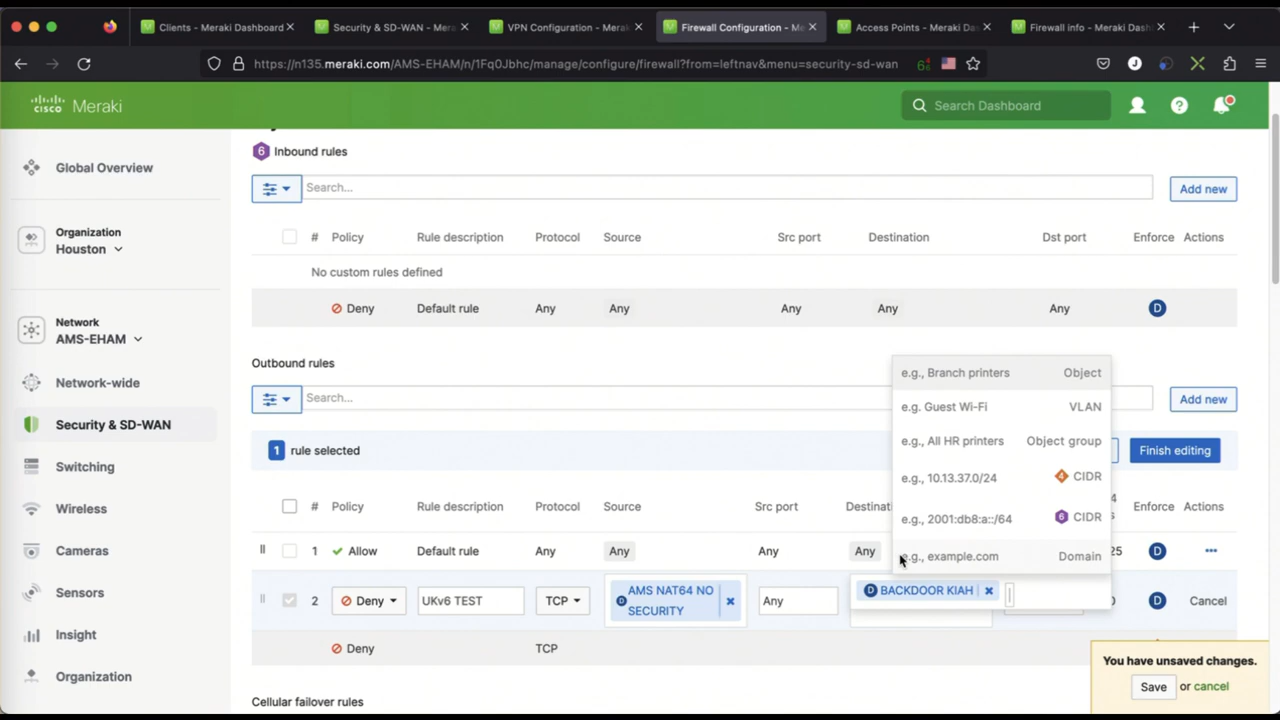 Clients - Meraki Dashboard
Security & SD-WAN - Mera
VPN Configuration - Meraki
Firewall Configuration - Me
Access Points - Meraki Da
Firewall info - Meraki Dash
https://n135.meraki.com/AMS-EHAM/n/1Fq0Jbhc/manage/configure/firewall?from=leftnav&menu=security-sd-wan
cisco Meraki
Search Dashboard
Global Overview
Organization
Houston
Network
AMS-EHAM
Network-wide
Security & SD-WAN
Switching
Wireless
Cameras
Sensors
Insight
Organization
6 Inbound rules
Search...
Add new
# Policy Rule description Protocol Source Src port Destination Dst port Enforce Actions
No custom rules defined
Deny Default rule Any Any Any Any Any D
Outbound rules
Search...
Add new
1 rule selected
Finish editing
# Policy Rule description Protocol Source Src port Destinati Enforce Actions
1 Allow Default rule Any Any Any Any 25 D ...
2 Deny UKv6 TEST TCP D AMS NAT64 NO SECURITY Any D BACKDOOR KIAH D Cancel
Deny TCP
Cellular failover rules
e.g., Branch printers Object
e.g. Guest Wi-Fi VLAN
e.g., All HR printers Object group
e.g., 10.13.37.0/24 4 CIDR
e.g., 2001:db8:a::/64 6 CIDR
e.g., example.com Domain
You have unsaved changes.
Save or cancel